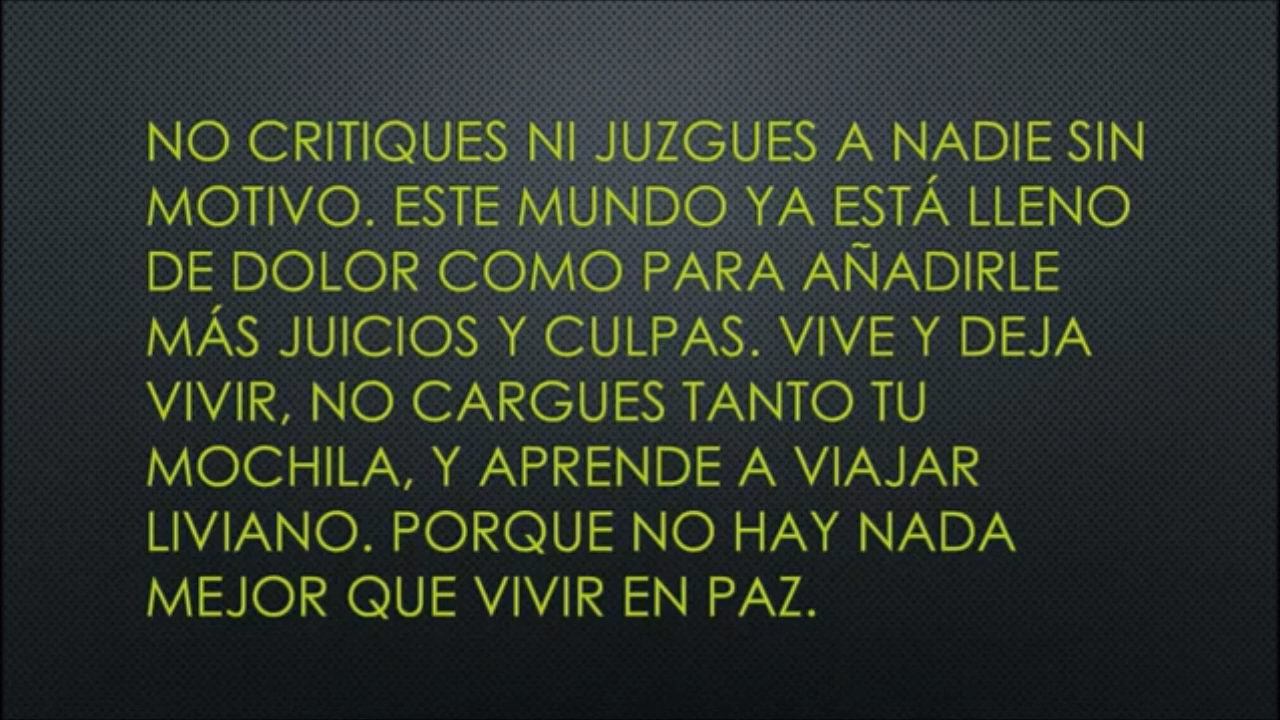 NO CRITIQUES NI JUZGUES A NADIE SIN
MOTIVO. ESTE MUNDO YA ESTÁ LLENO
DE DOLOR COMO PARA AÑADIRLE
MÁS JUICIOS Y CULPAS. VIVE Y DEJA
VIVIR, NO CARGUES TANTO TU
MOCHILA, Y APRENDE A VIAJAR
LIVIANO. PORQUE NO HAY NADA
MEJOR QUE VIVIR EN PAZ.